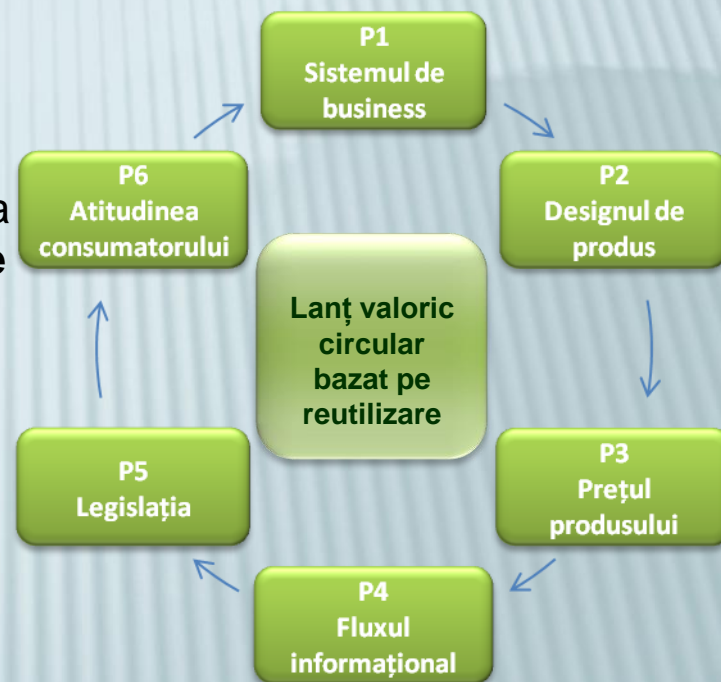 P1
Sistemul de
business
P2
Designul de
produs
P3
Prețul
produsului
P4
Fluxul
informațional
P5
Legislația
P6
Atitudinea
consumatorului
Lanț valoric
circular
bazat pe
reutilizare
a
e